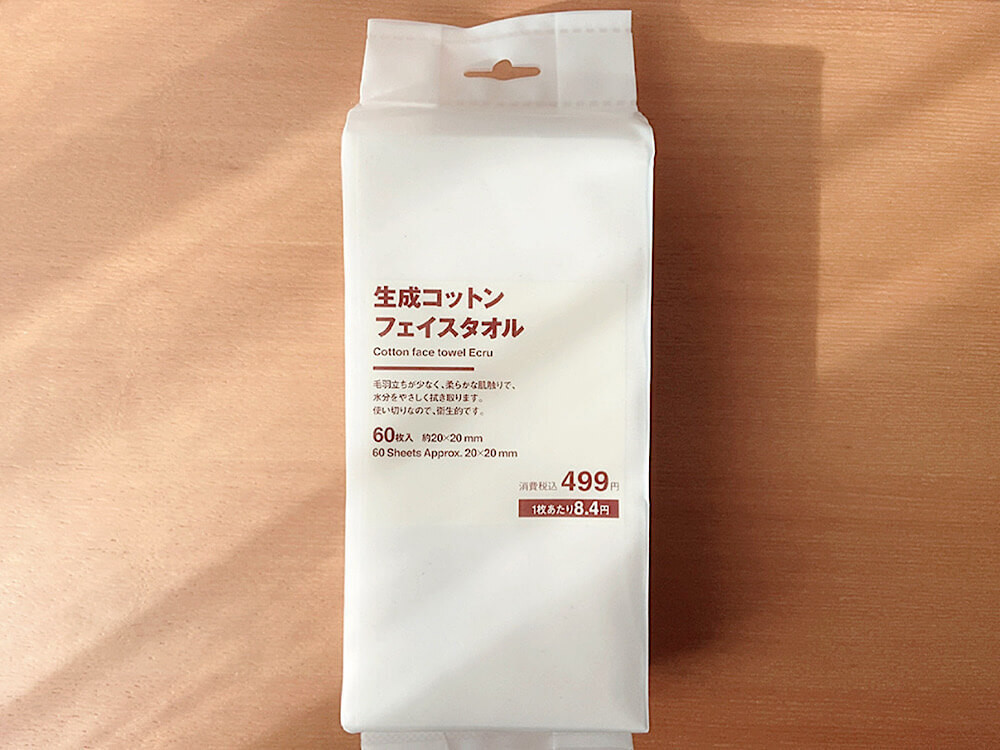 生成コットン
フェイスタオル
Cotton face towel Ecru
毛羽立ちが少なく、柔らかな肌触りで、
水分をやさしく拭き取ります。
使い切りなので、衛生的です。
60枚入 約20×20mm
60 Sheets Approx. 20×20mm
消費税込 499円
1枚あたり8.4円